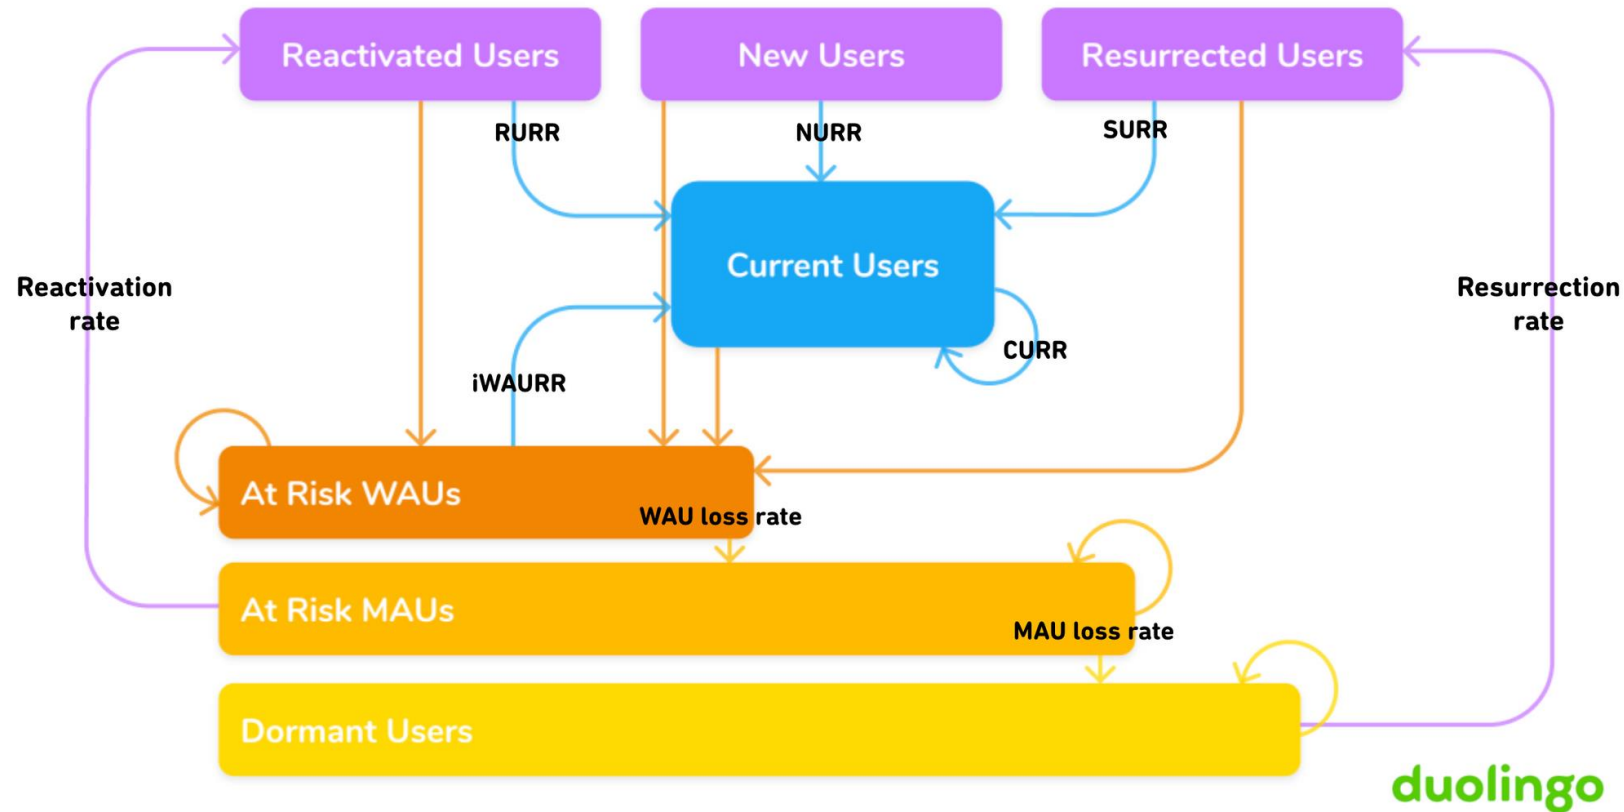 Reactivated Users
New Users
Resurrected Users
RURR
NURR
SURR
Current Users
Reactivation
rate
Resurrection
rate
CURR
iWAURR
At Risk WAUs
WAU loss rate
At Risk MAUs
MAU loss rate
Dormant Users
duolingo